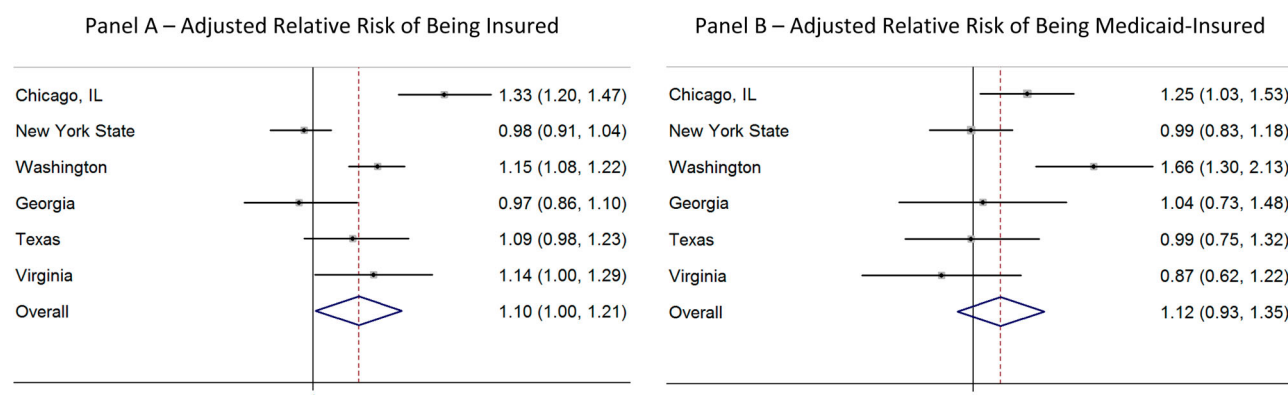 Panel A – Adjusted Relative Risk of Being Insured
Chicago, IL 1.33 (1.20, 1.47)
New York State 0.98 (0.91, 1.04)
Washington 1.15 (1.08, 1.22)
Georgia 0.97 (0.86, 1.10)
Texas 1.09 (0.98, 1.23)
Virginia 1.14 (1.00, 1.29)
Overall 1.10 (1.00, 1.21)
Panel B – Adjusted Relative Risk of Being Medicaid-Insured
Chicago, IL 1.25 (1.03, 1.53)
New York State 0.99 (0.83, 1.18)
Washington 1.66 (1.30, 2.13)
Georgia 1.04 (0.73, 1.48)
Texas 0.99 (0.75, 1.32)
Virginia 0.87 (0.62, 1.22)
Overall 1.12 (0.93, 1.35)